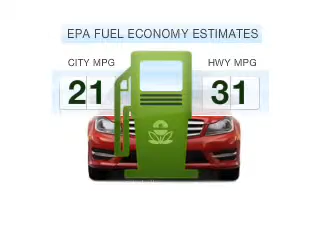 EPA FUEL ECONOMY ESTIMATES
CITY MPG
HWY MPG
21
31